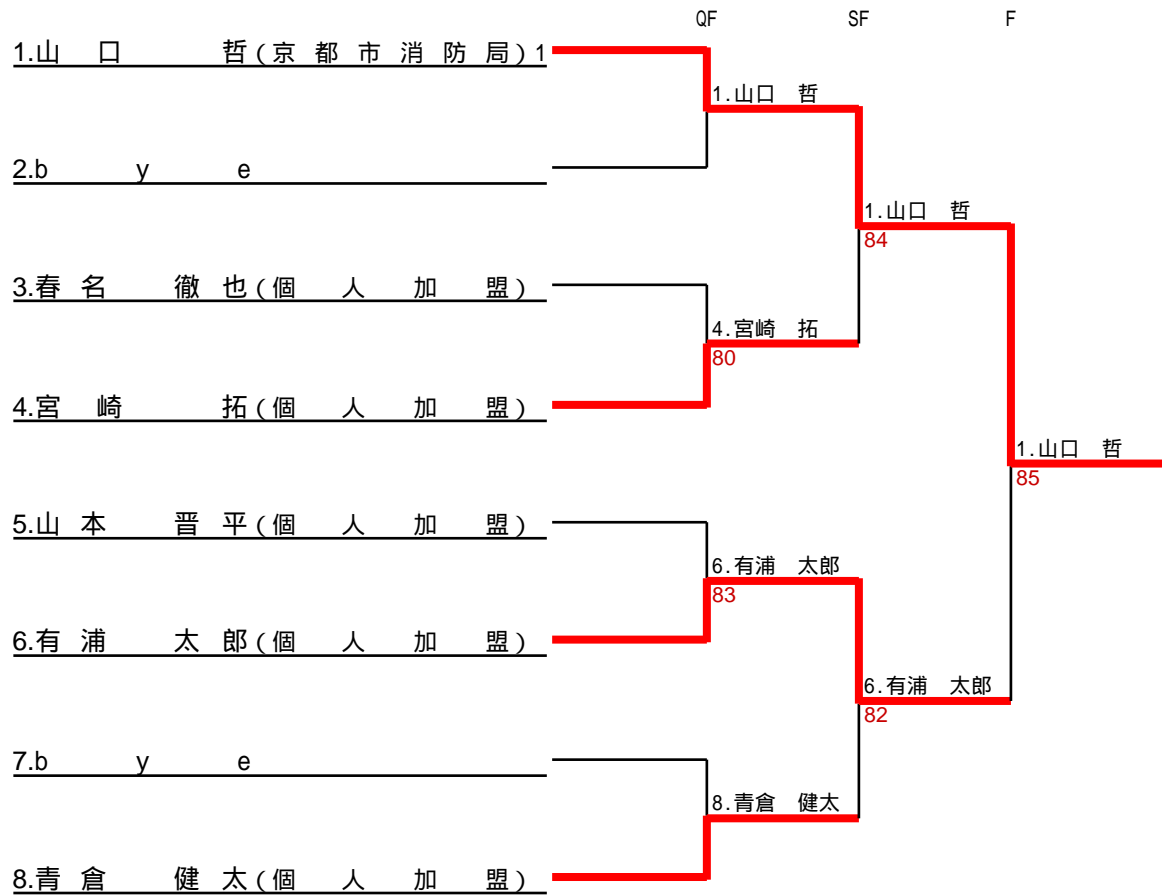 QF SF F
1.山口 哲(京都市消防局)1
1.山口 哲
2.bye
1.山口 哲
84
3.春名 徹也(個人加盟)
4.宮崎 拓
80
4.宮崎 拓(個人加盟)
1.山口 哲
85
5.山本 晋平(個人加盟)
6.有浦 太郎
83
6.有浦 太郎(個人加盟)
6.有浦 太郎
82
7.bye
8.青倉 健太
8.青倉 健太(個人加盟)